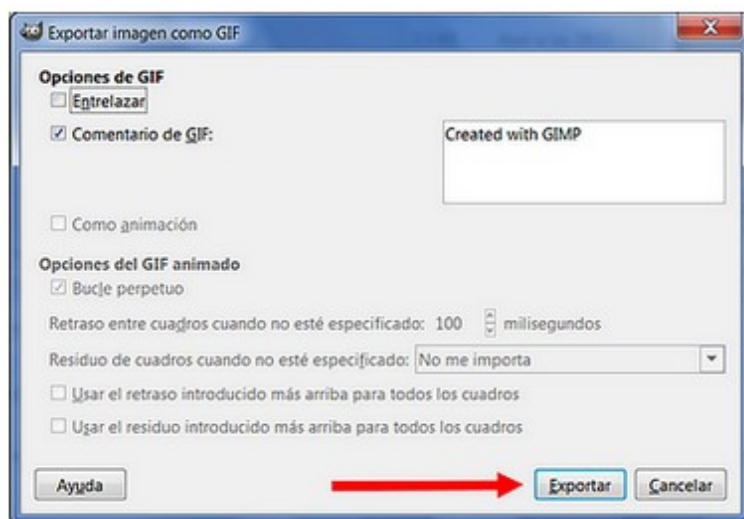 Exportar imagen como GIF
Opciones de GIF
Entrelazar
Comentario de GIF: Created with GIMP
Como animación
Opciones del GIF animado
Bucle perpetuo
Retraso entre cuadros cuando no esté especificado: 100 milisegundos
Residuo de cuadros cuando no esté especificado: No me importa
Usar el retraso introducido más arriba para todos los cuadros
Usar el residuo introducido más arriba para todos los cuadros
Ayuda Exportar Cancelar